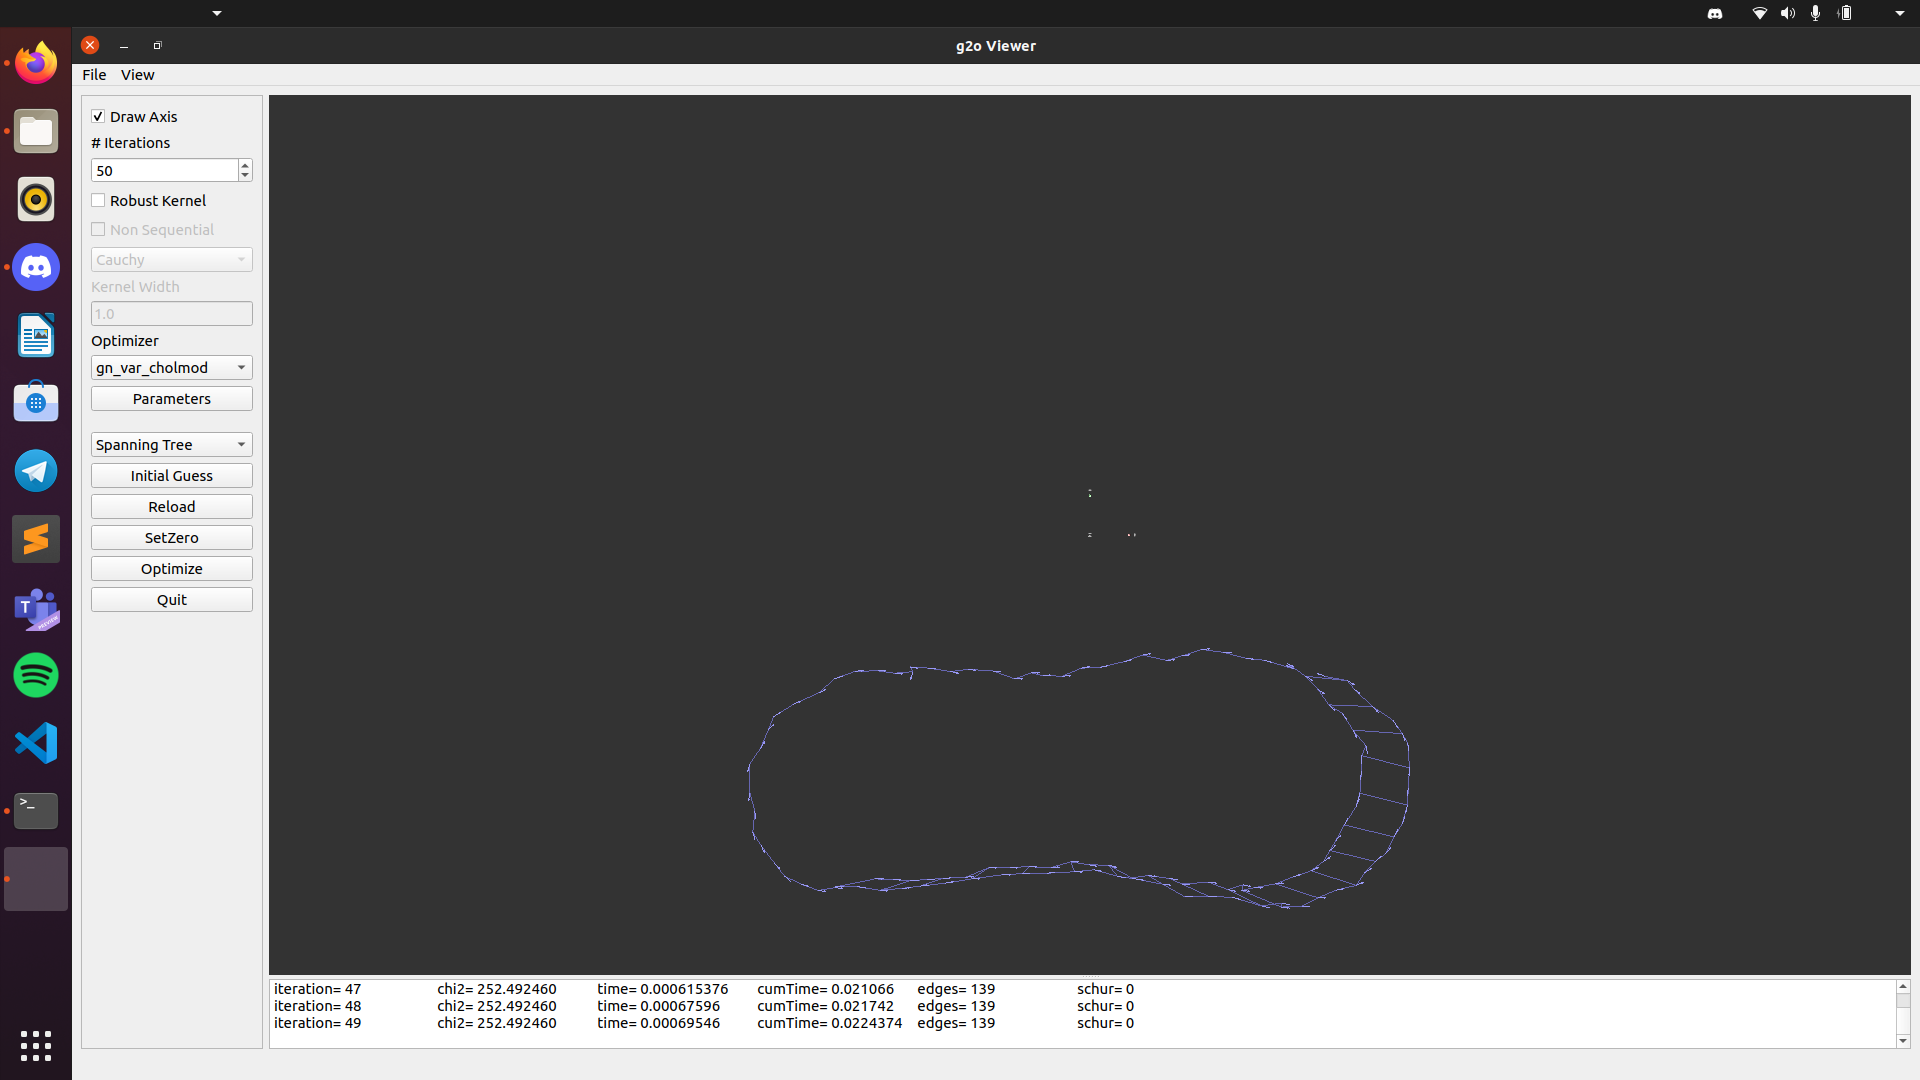 g2o Viewer
File View
Draw Axis
# Iterations
50
Robust Kernel
Non Sequential
Cauchy
Kernel Width
1.0
Optimizer
gn_var_cholmod
Parameters
Spanning Tree
Initial Guess
Reload
SetZero
Optimize
Quit
iteration= 47 chi2= 252.492460 time= 0.000615376 cumTime= 0.021066 edges= 139 schur= 0
iteration= 48 chi2= 252.492460 time= 0.00067596 cumTime= 0.021742 edges= 139 schur= 0
iteration= 49 chi2= 252.492460 time= 0.00069546 cumTime= 0.0224374 edges= 139 schur= 0
T
PREVIEW
>_